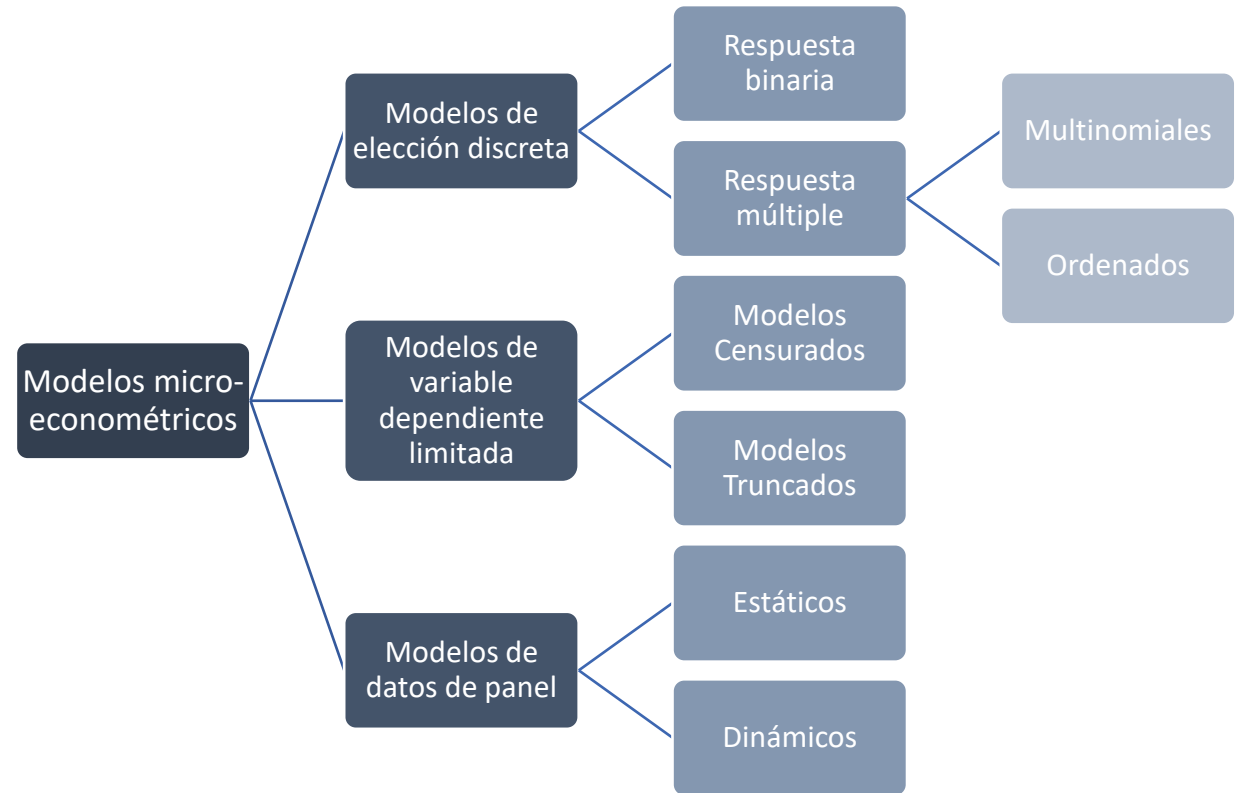 Modelos micro-
econométricos
Modelos de
elección discreta
Respuesta
binaria
Respuesta
múltiple
Multinomiales
Ordenados
Modelos de
variable
dependiente
limitada
Modelos
Censurados
Modelos
Truncados
Modelos de
datos de panel
Estáticos
Dinámicos